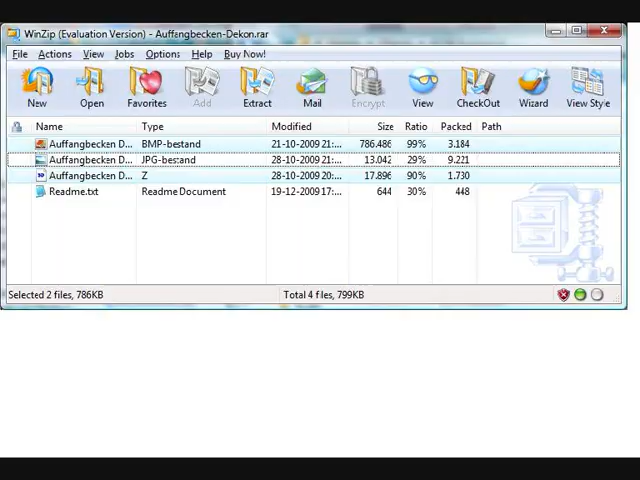 WinZip (Evaluation Version) - Auffangbecken-Dekon.rar
File Actions View Jobs Options Help Buy Now!
New Open Favorites Add Extract Mail Encrypt View CheckOut Wizard View Style
Name Type Modified Size Ratio Packed Path
Auffangbecken D... BMP-bestand 21-10-2009 21:... 786.486 99% 3.184
Auffangbecken D... JPG-bestand 28-10-2009 21:... 13.042 29% 9.221
Auffangbecken D... Z 28-10-2009 20:... 17.896 90% 1.730
Readme.txt Readme Document 19-12-2009 17:... 644 30% 448
Selected 2 files, 786KB Total 4 files, 799KB